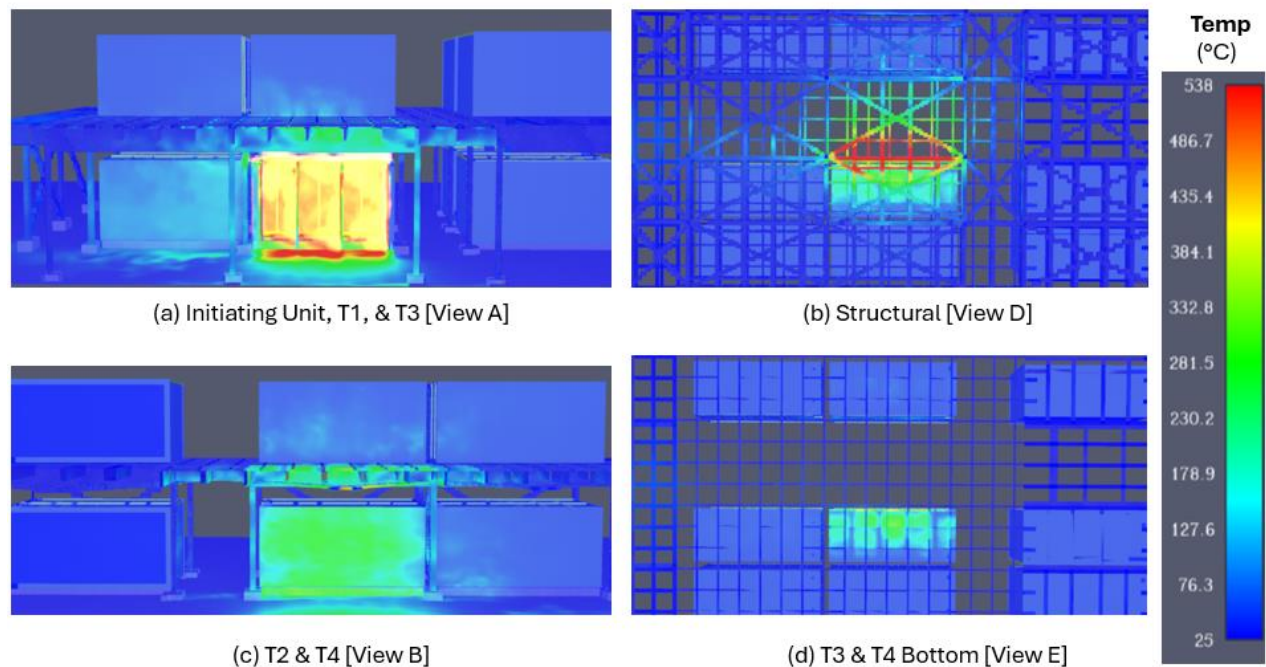 Temp
(°C)
538
486.7
435.4
384.1
332.8
281.5
230.2
178.9
127.6
76.3
25
(a) Initiating Unit, T1, & T3 [View A]
(b) Structural [View D]
(c) T2 & T4 [View B]
(d) T3 & T4 Bottom [View E]